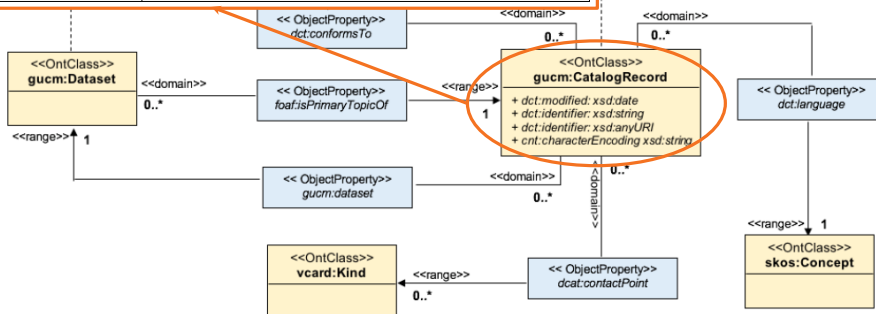 << ObjectProperty>>
dct:conformsTo
<<domain>>
0..*
<<domain>>
0..*
<<OntClass>>
gucm:Dataset
<<domain>>
0..*
<< ObjectProperty>>
foaf:isPrimaryTopicOf
<<range>>
1
<<OntClass>>
gucm:CatalogRecord
+ dct:modified: xsd:date
+ dct:identifier: xsd:string
+ dct:identifier: xsd:anyURI
+ cnt:characterEncoding xsd:string
<< ObjectProperty>>
dct:language
<<range>>
1
<< ObjectProperty>>
gucm:dataset
<<domain>>
0..*
<<domain>>
0..*
<<range>>
1
<<OntClass>>
skos:Concept
<<OntClass>>
vcard:Kind
<<range>>
0..*
<< ObjectProperty>>
dcat:contactPoint